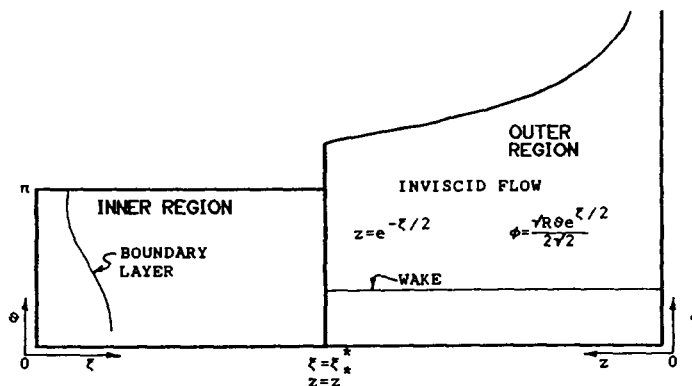 OUTER
REGION
π
INNER REGION
INVISCID FLOW
z=e^{-ξ/2}
ϕ=√Rθe^{ξ/2}/2√2
BOUNDARY
LAYER
WAKE
θ
0
ξ
ξ=ξ*
z=z*
z
0